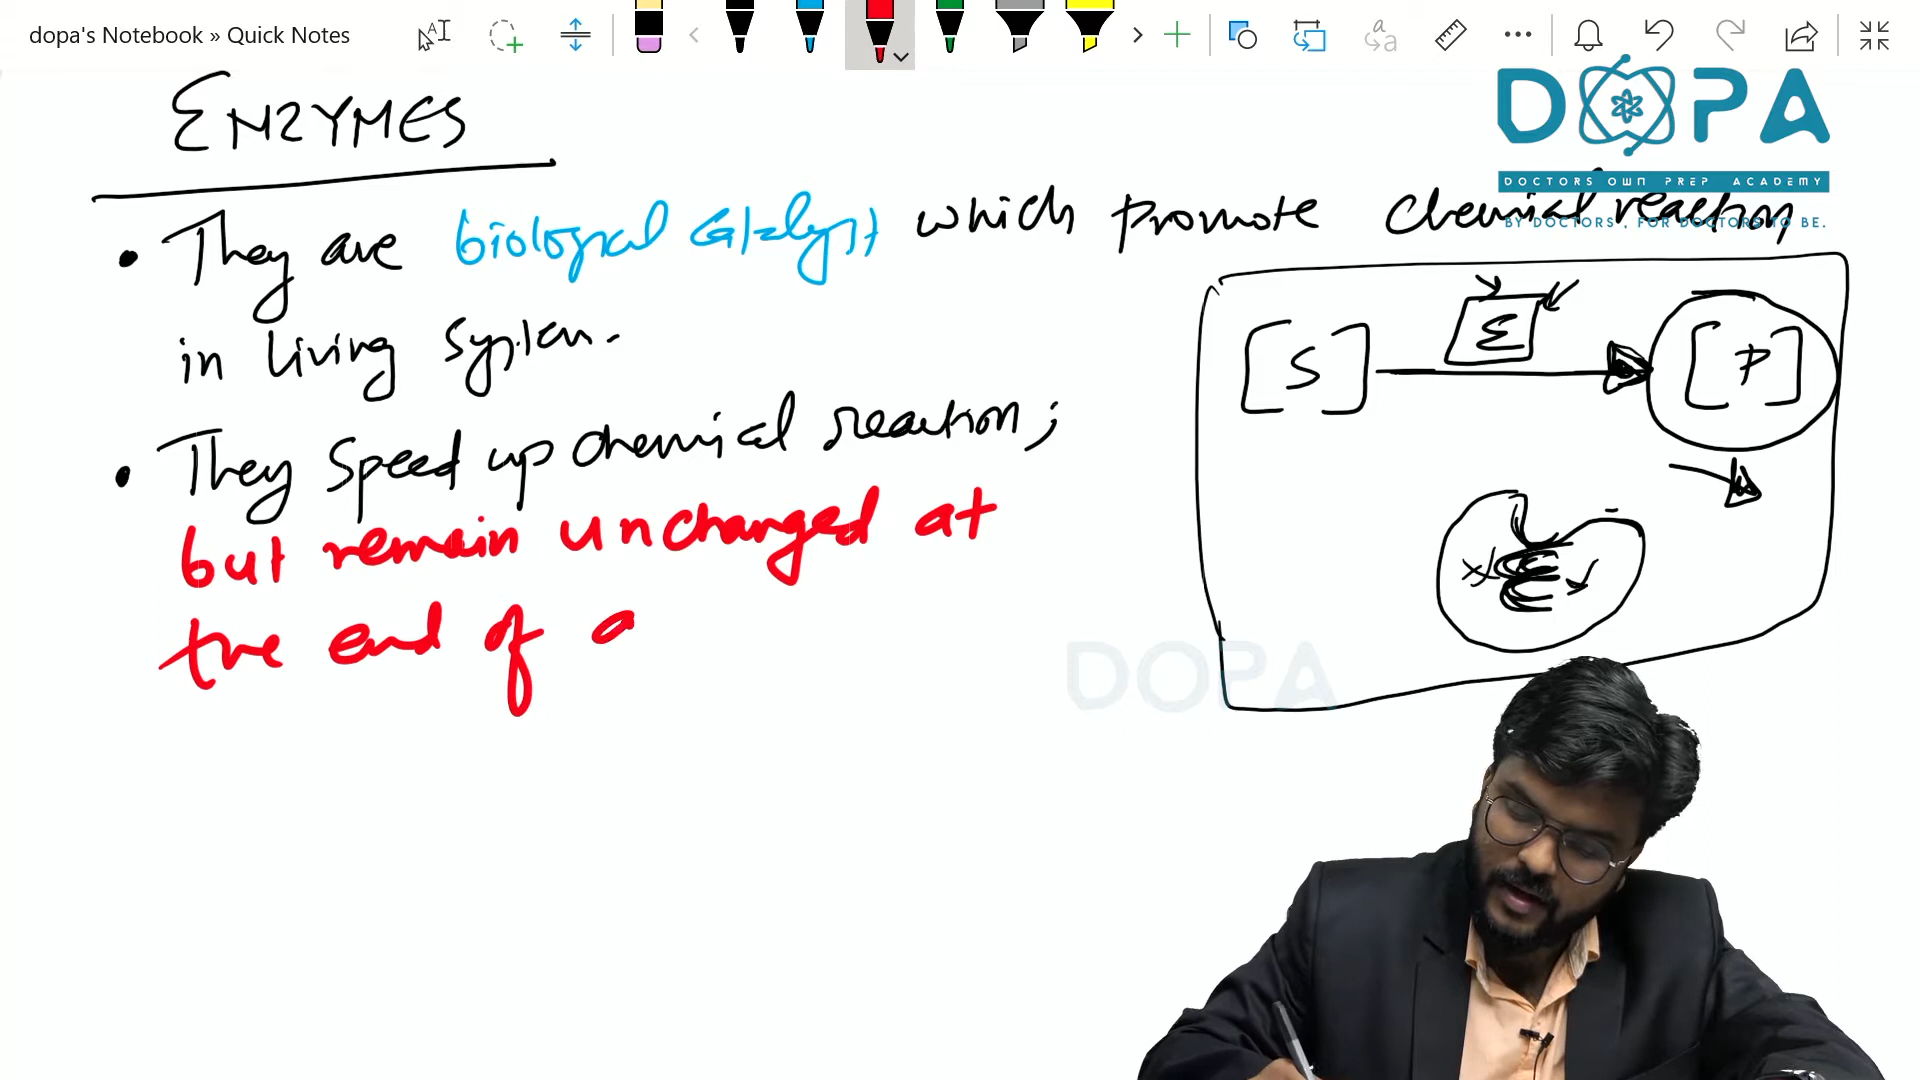 dopa's Notebook » Quick Notes
DOPA
DOCTORS OWN PREP ACADEMY
BY DOCTORS, FOR DOCTORS TO BE.
ENZYMES
• They are biological catalyst which promote chemical reaction
in living system.
• They speed up chemical reaction;
but remain unchanged at
the end of a
[S] E [P]
E
DOPA